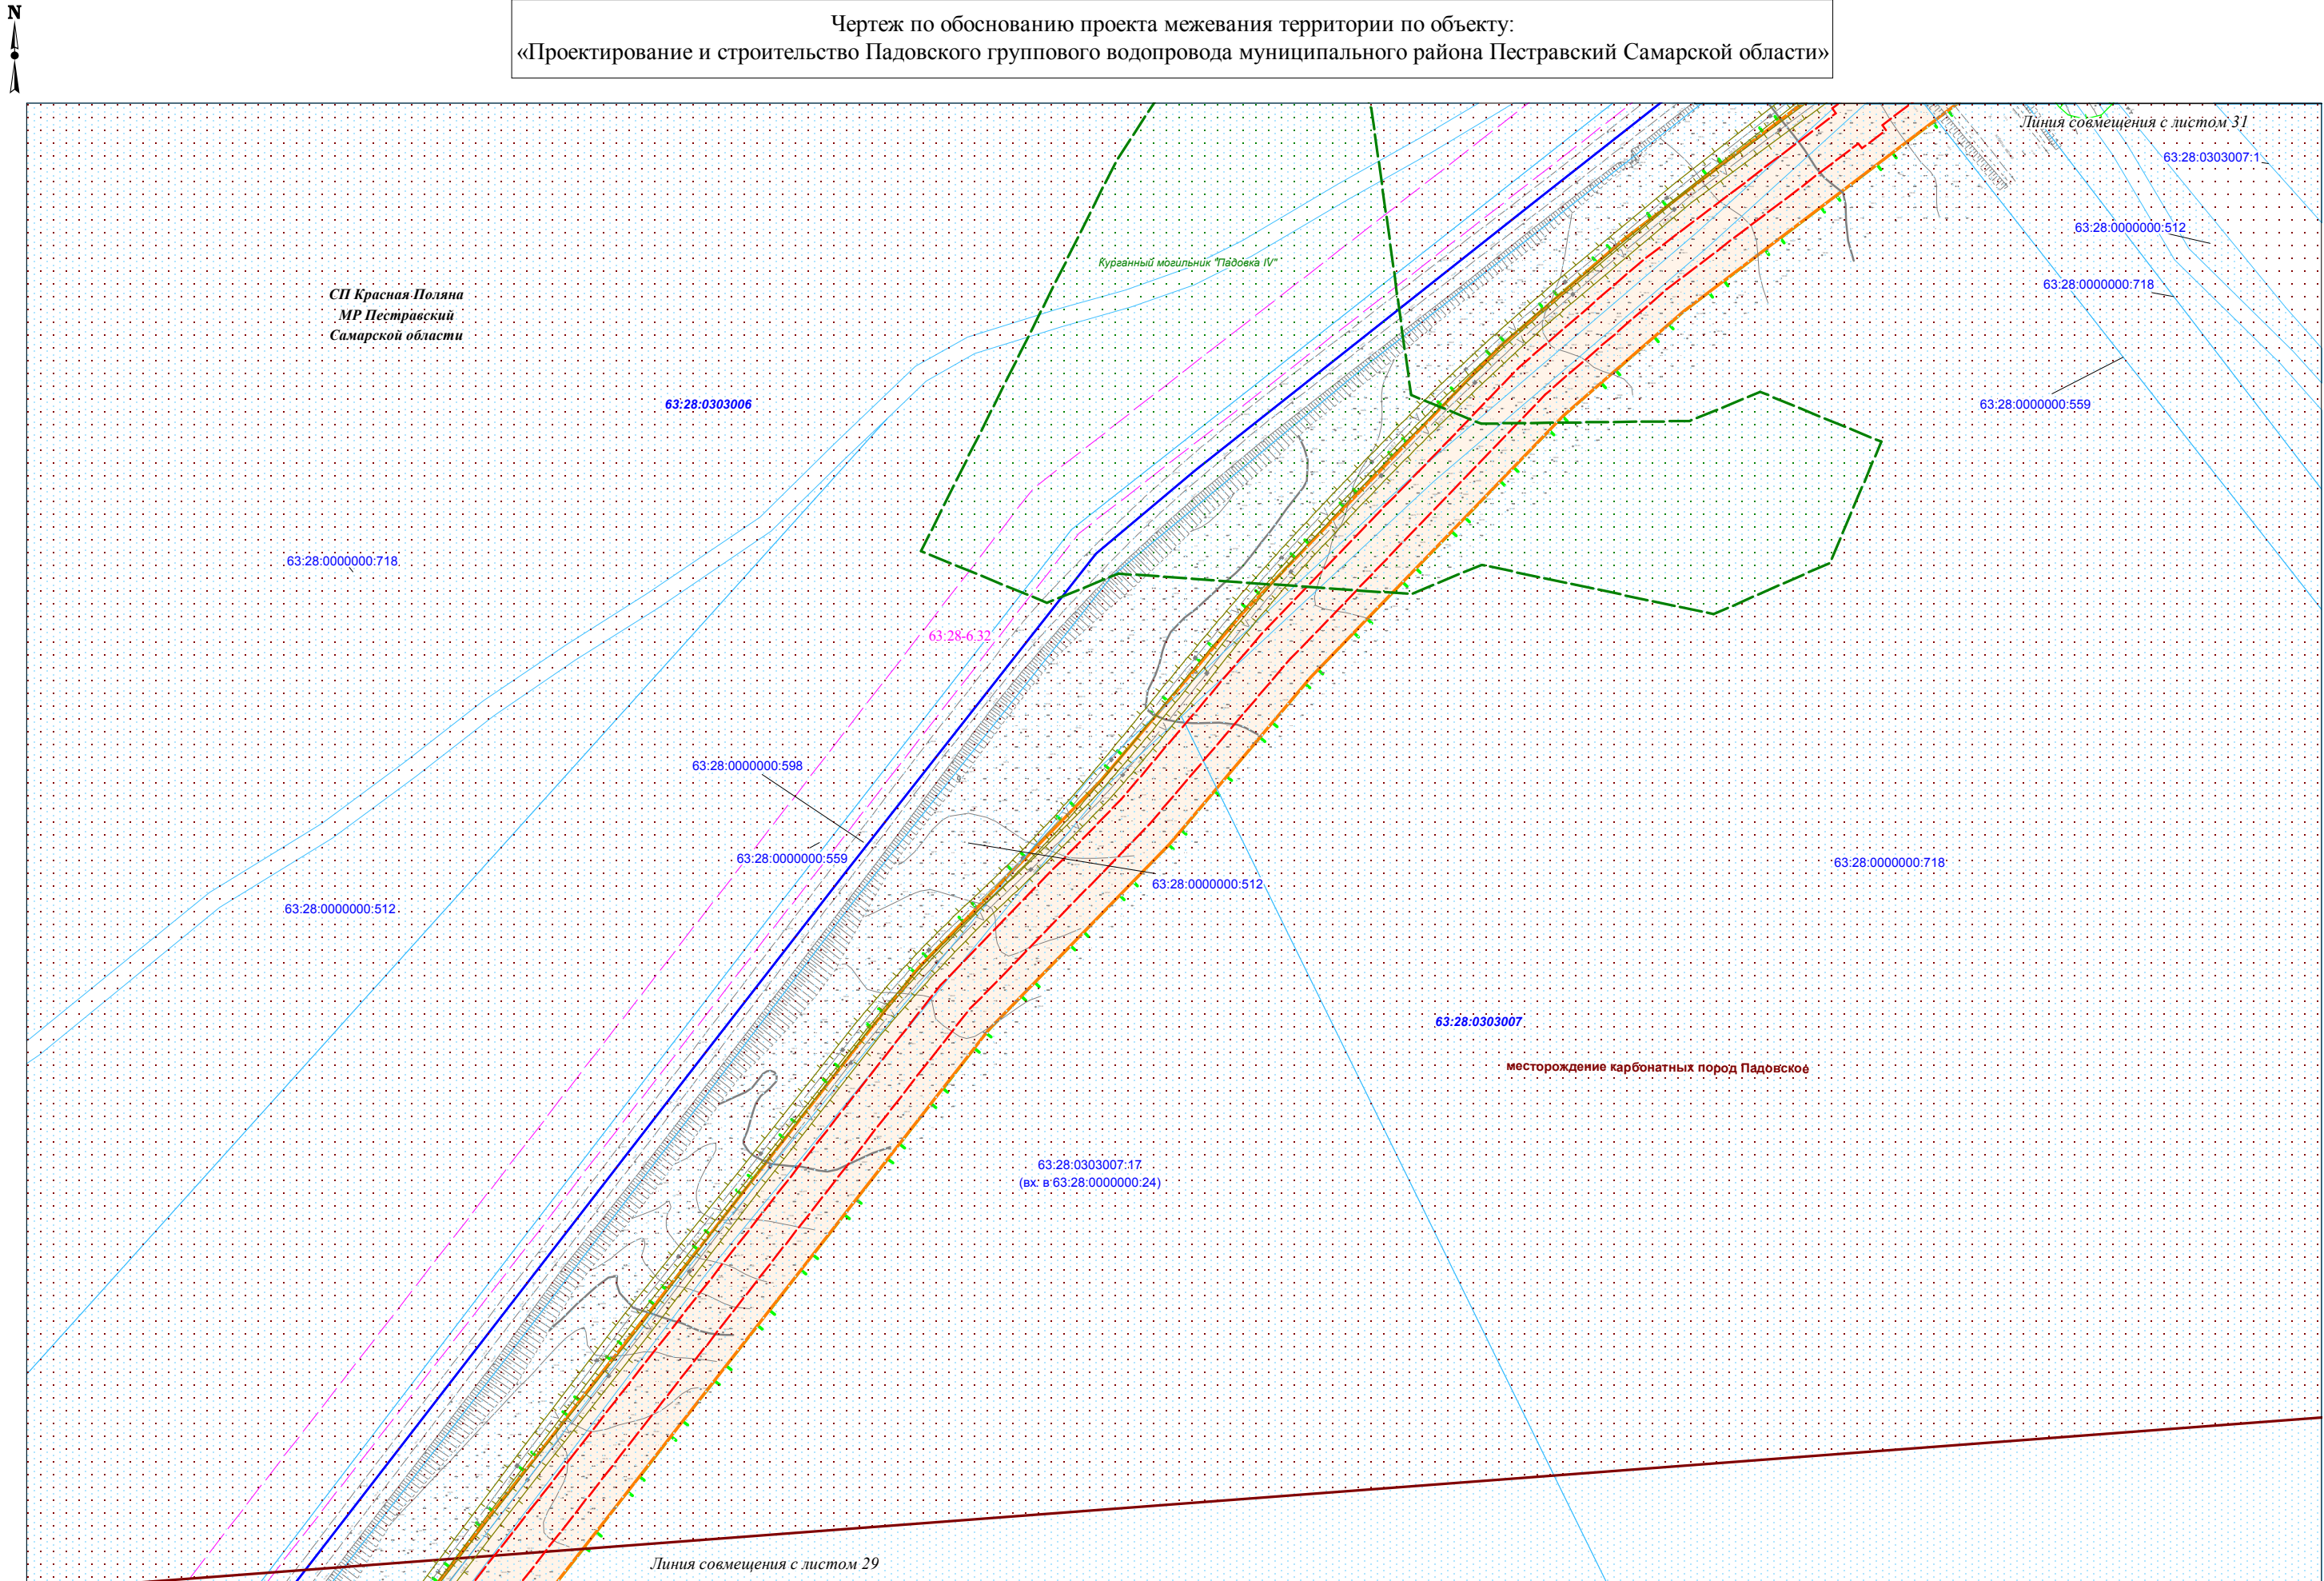 N
Чертеж по обоснованию проекта межевания территории по объекту:
«Проектирование и строительство Падовского группового водопровода муниципального района Пестравский Самарской области»
Линия совмещения с листом 31
63:28:0303007:1
63:28:0000000:512
63:28:0000000:718
63:28:0000000:559
Курганный могильник "Падовка IV"
СП Красная Поляна
МР Пестравский
Самарской области
63:28:0303006
63:28:0000000:718
63:28-6.32
63:28:0000000:598
63:28:0000000:559
63:28:0000000:512
63:28:0000000:718
63:28:0000000:512
63:28:0303007
месторождение карбонатных пород Падовское
63:28:0303007:17
(вх. в 63:28:0000000:24)
Линия совмещения с листом 29